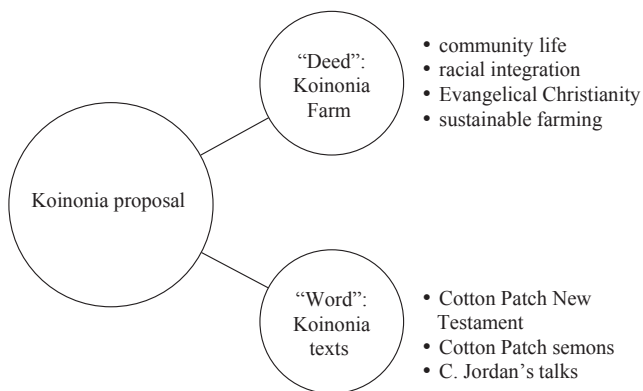 Koinonia proposal
“Deed”:
Koinonia
Farm
• community life
• racial integration
• Evangelical Christianity
• sustainable farming
“Word”:
Koinonia
texts
• Cotton Patch New
Testament
• Cotton Patch semons
• C. Jordan’s talks